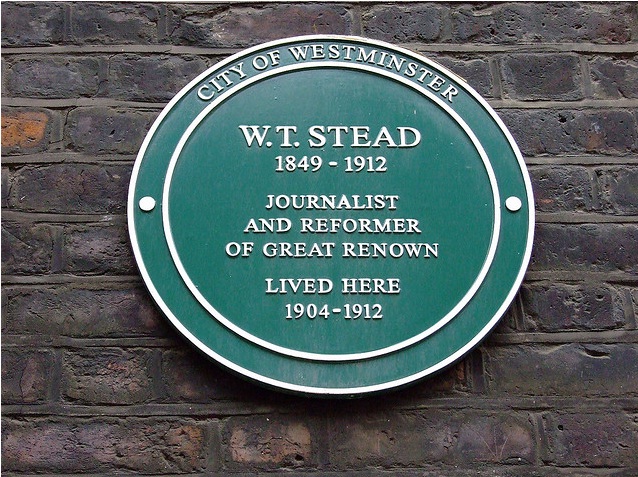 CITY OF WESTMINSTER
W.T. STEAD
1849 - 1912
JOURNALIST
AND REFORMER
OF GREAT RENOWN
LIVED HERE
1904-1912